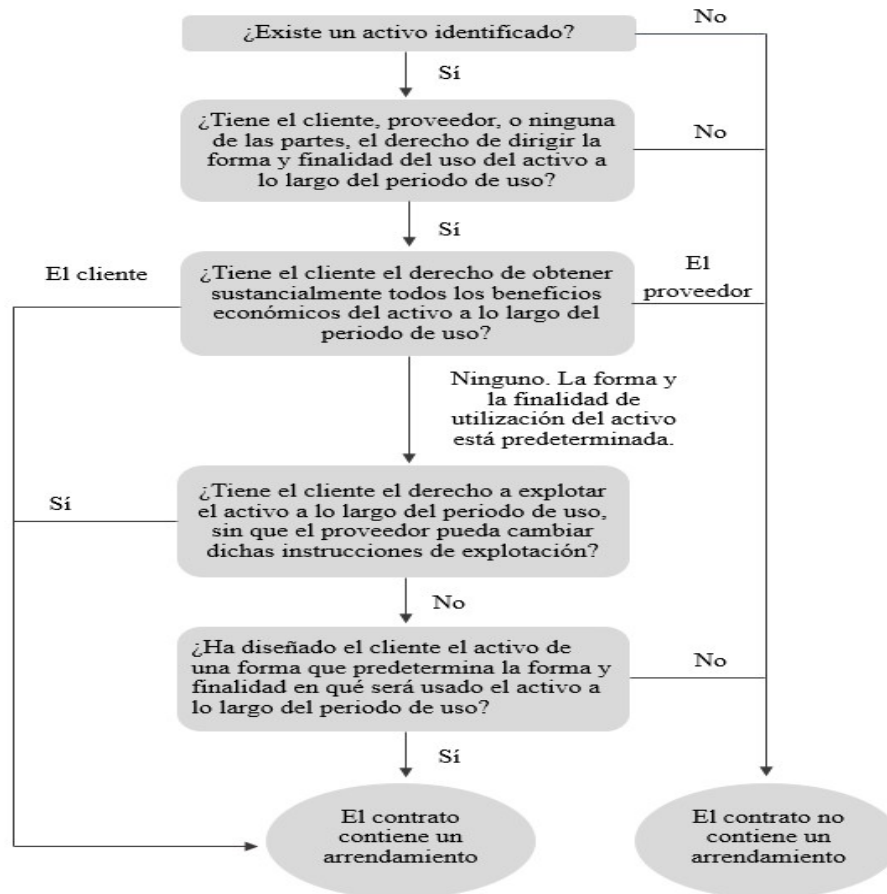 ¿Existe un activo identificado?
No
Sí
¿Tiene el cliente, proveedor, o ninguna
de las partes, el derecho de dirigir la
forma y finalidad del uso del activo a
lo largo del periodo de uso?
No
Sí
El cliente
¿Tiene el cliente el derecho de obtener
sustancialmente todos los beneficios
económicos del activo a lo largo del
periodo de uso?
El
proveedor
Ninguno. La forma y
la finalidad de
utilización del activo
está predeterminada.
Sí
¿Tiene el cliente el derecho a explotar
el activo a lo largo del periodo de uso,
sin que el proveedor pueda cambiar
dichas instrucciones de explotación?
No
¿Ha diseñado el cliente el activo de
una forma que predetermina la forma y
finalidad en qué será usado el activo a
lo largo del periodo de uso?
No
Sí
El contrato
contiene un
arrendamiento
El contrato no
contiene un
arrendamiento